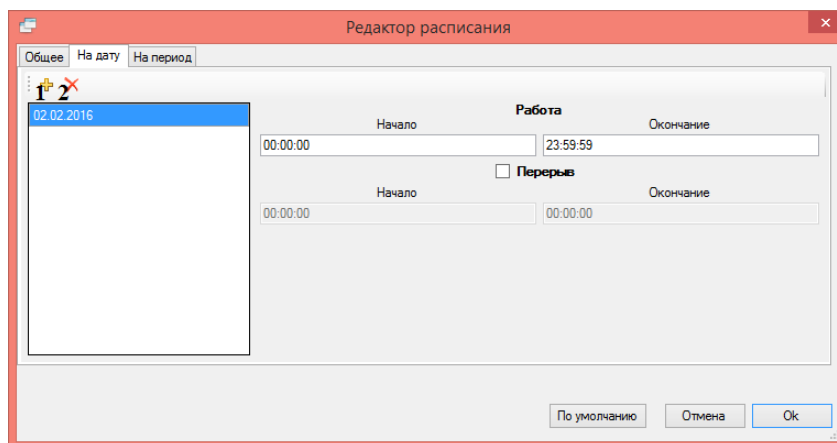 Редактор расписания
Общее На дату На период
1 2
02.02.2016
Работа
Начало Окончание
00:00:00 23:59:59
Перерыв
Начало Окончание
00:00:00 00:00:00
По умолчанию Отмена Ok